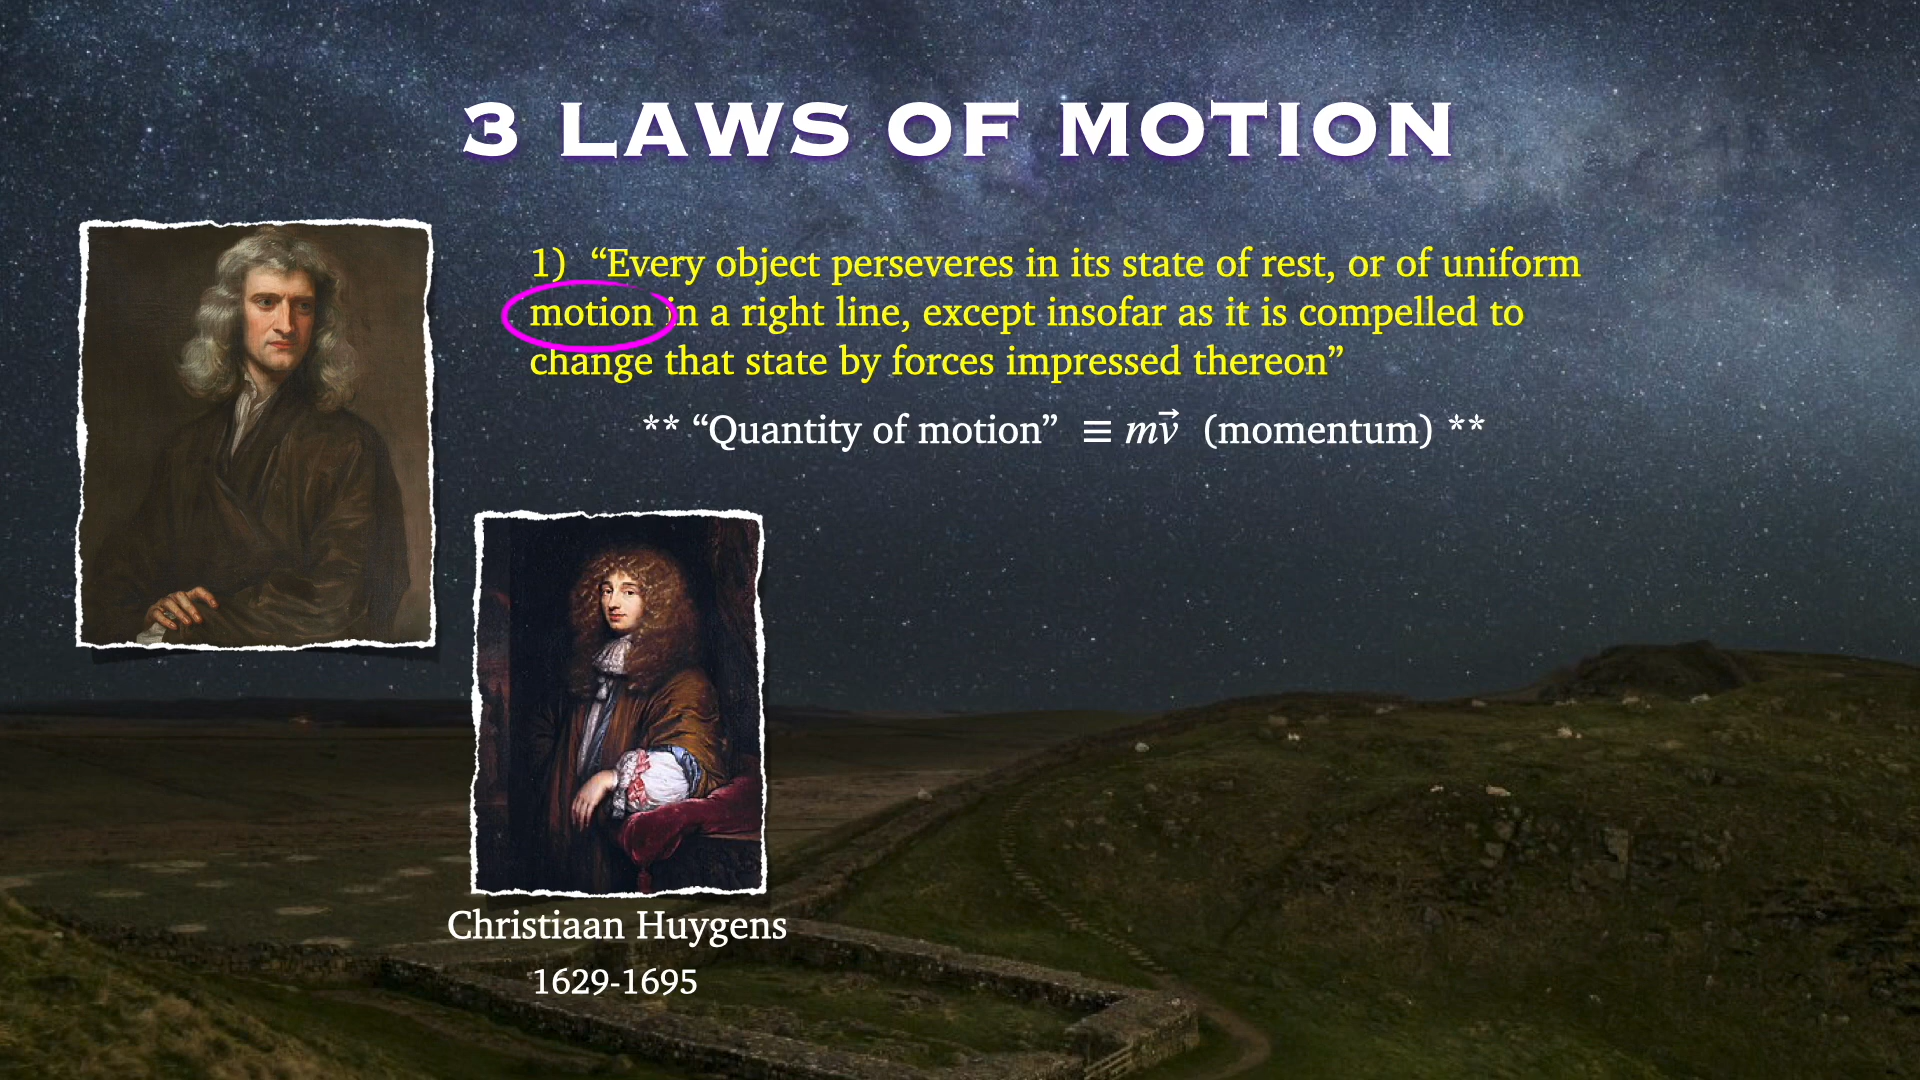 3 LAWS OF MOTION
1) “Every object perseveres in its state of rest, or of uniform
motion in a right line, except insofar as it is compelled to
change that state by forces impressed thereon”
** “Quantity of motion” ≡ mv⃗ (momentum) **
Christiaan Huygens
1629-1695